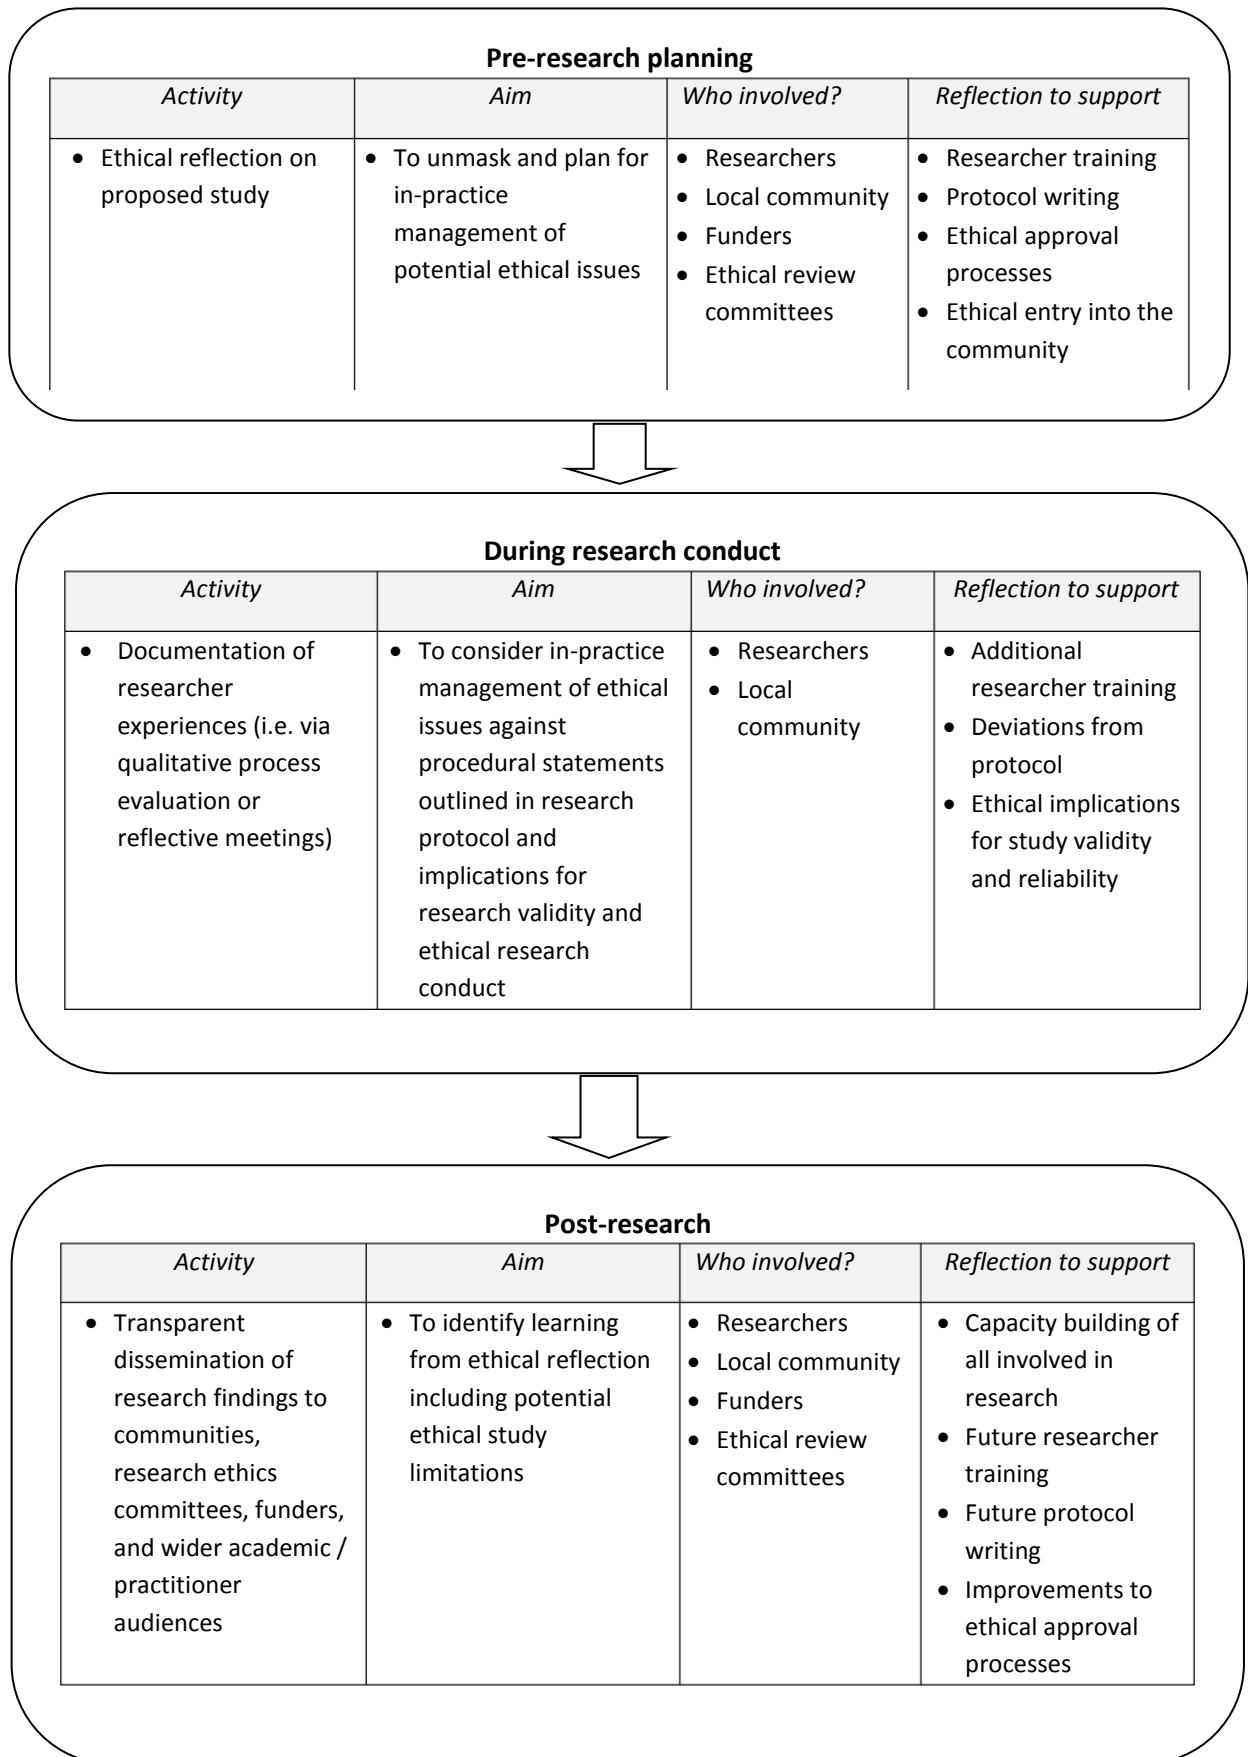 Pre-research planning
Activity
Aim
Who involved?
Reflection to support
• Ethical reflection on
proposed study
• To unmask and plan for
in-practice
management of
potential ethical issues
• Researchers
• Local community
• Funders
• Ethical review
committees
• Researcher training
• Protocol writing
• Ethical approval
processes
• Ethical entry into the
community
During research conduct
Activity
Aim
Who involved?
Reflection to support
• Documentation of
researcher
experiences (i.e. via
qualitative process
evaluation or
reflective meetings)
• To consider in-practice
management of ethical
issues against
procedural statements
outlined in research
protocol and
implications for
research validity and
ethical research
conduct
• Researchers
• Local
community
• Additional
researcher training
• Deviations from
protocol
• Ethical implications
for study validity
and reliability
Post-research
Activity
Aim
Who involved?
Reflection to support
• Transparent
dissemination of
research findings to
communities,
research ethics
committees, funders,
and wider academic /
practitioner
audiences
• To identify learning
from ethical reflection
including potential
ethical study
limitations
• Researchers
• Local community
• Funders
• Ethical review
committees
• Capacity building of
all involved in
research
• Future researcher
training
• Future protocol
writing
• Improvements to
ethical approval
processes